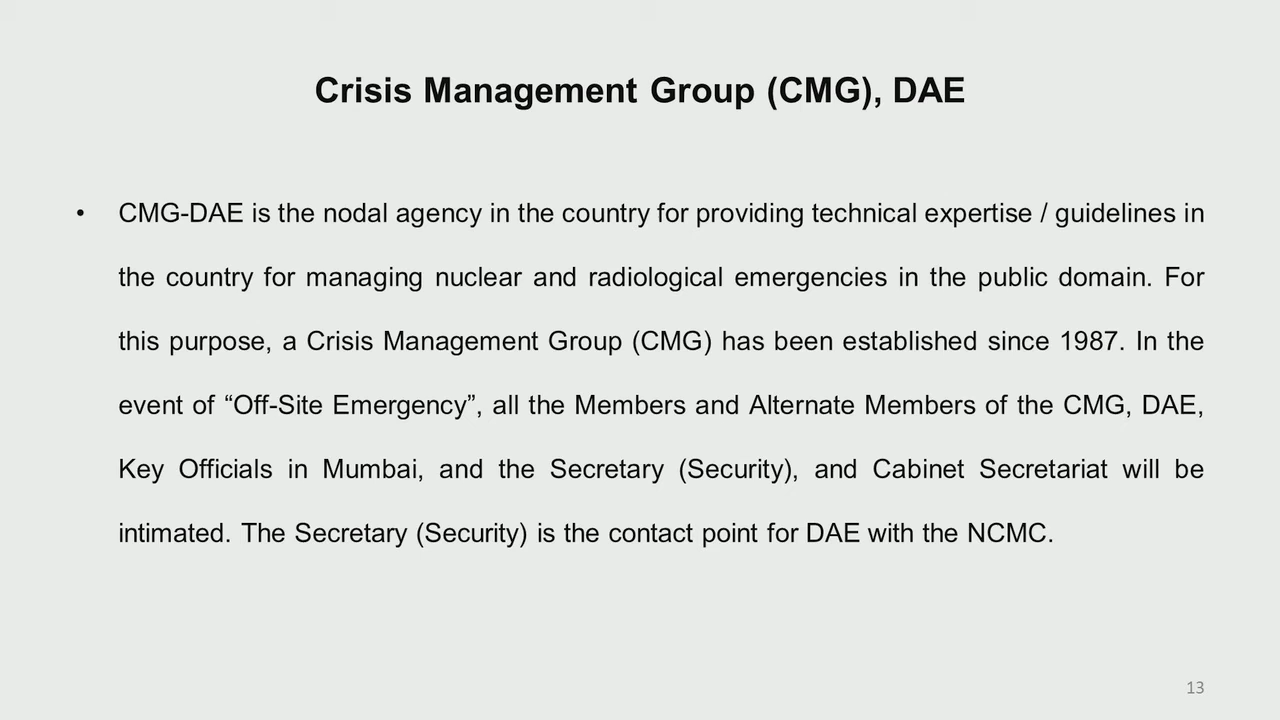 Crisis Management Group (CMG), DAE
• CMG-DAE is the nodal agency in the country for providing technical expertise / guidelines in
the country for managing nuclear and radiological emergencies in the public domain. For
this purpose, a Crisis Management Group (CMG) has been established since 1987. In the
event of “Off-Site Emergency”, all the Members and Alternate Members of the CMG, DAE,
Key Officials in Mumbai, and the Secretary (Security), and Cabinet Secretariat will be
intimated. The Secretary (Security) is the contact point for DAE with the NCMC.
13